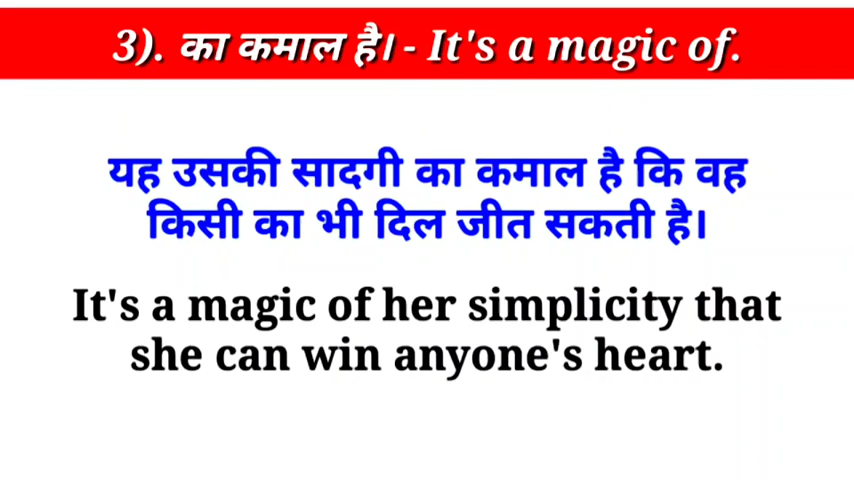 3). का कमाल है। - It's a magic of.
यह उसकी सादगी का कमाल है कि वह
किसी का भी दिल जीत सकती है।
It's a magic of her simplicity that
she can win anyone's heart.